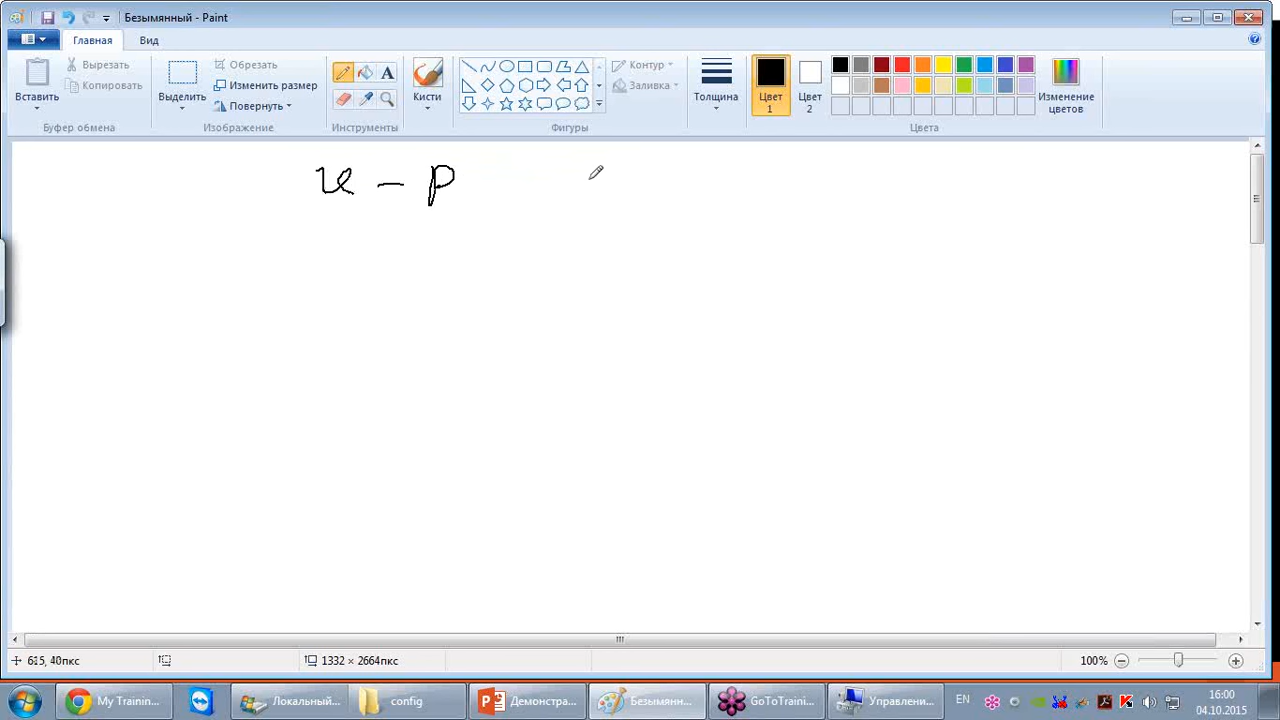 Безымянный - Paint
Главная
Вид
Вставить
Вырезать
Копировать
Буфер обмена
Выделить
Обрезать
Изменить размер
Повернуть
Изображение
Инструменты
Кисти
Фигуры
Контур
Заливка
Толщина
Цвет 1
Цвет 2
Изменение цветов
Цвета
u - p
615, 40пкс
1332 × 2664пкс
100%
My Trainin...
Локальный...
config
Демонстра...
Безымянн...
GoToTraini...
Управлени...
EN
16:00
04.10.2015